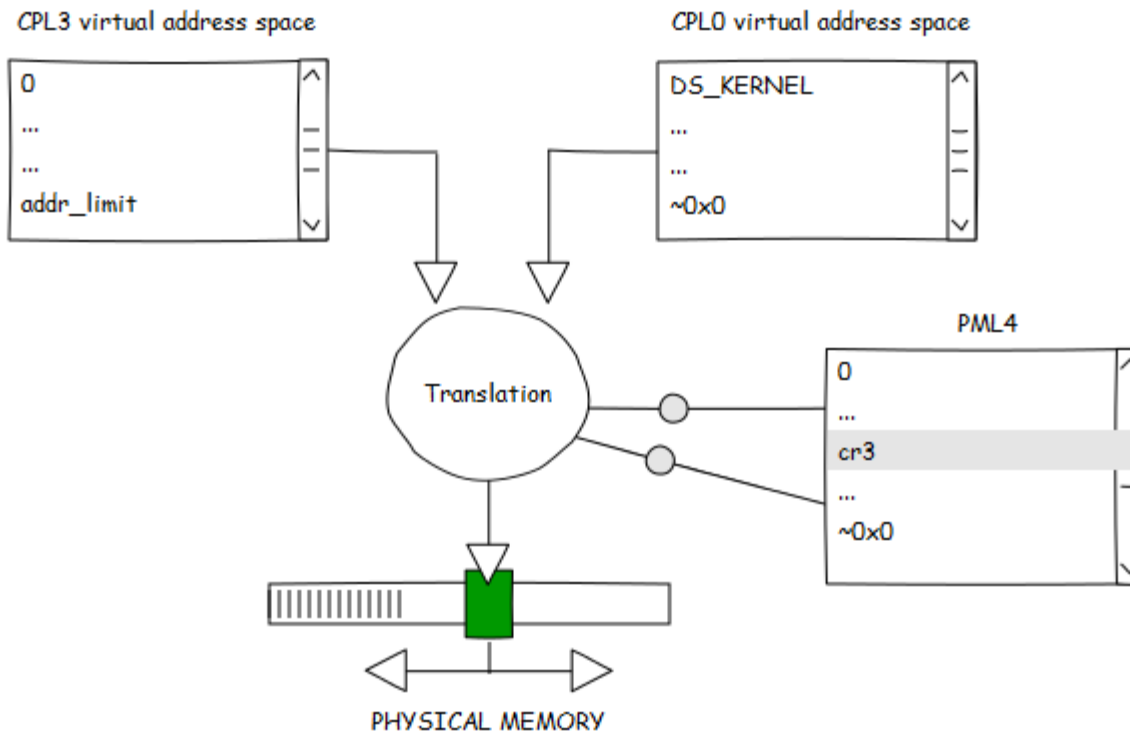 CPL3 virtual address space
0
...
...
addr_limit
CPL0 virtual address space
DS_KERNEL
...
...
~0x0
Translation
PML4
0
...
cr3
...
~0x0
PHYSICAL MEMORY